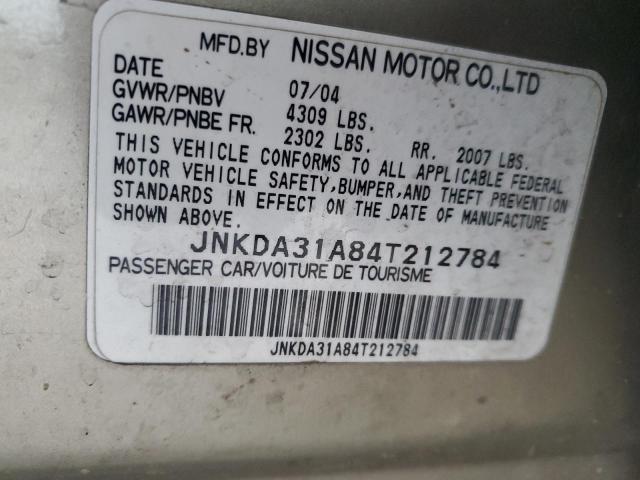 MFD.BY NISSAN MOTOR CO.,LTD
DATE 07/04
GVWR/PNBV 4309 LBS.
GAWR/PNBE FR. 2302 LBS. RR. 2007 LBS.
THIS VEHICLE CONFORMS TO ALL APPLICABLE FEDERAL
MOTOR VEHICLE SAFETY,BUMPER,AND THEFT PREVENTION
STANDARDS IN EFFECT ON THE DATE OF MANUFACTURE
SHOWN ABOVE.
JNKDA31A84T212784
PASSENGER CAR/VOITURE DE TOURISME
JNKDA31A84T212784